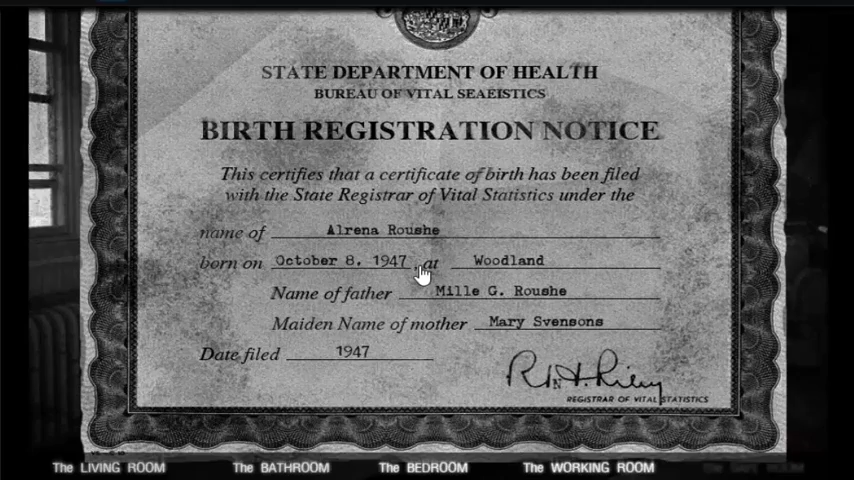 STATE DEPARTMENT OF HEALTH
BUREAU OF VITAL SEAEISTICS
BIRTH REGISTRATION NOTICE
This certifies that a certificate of birth has been filed
with the State Registrar of Vital Statistics under the
name of Alrena Roushe
born on October 8, 1947 at Woodland
Name of father Mille G. Roushe
Maiden Name of mother Mary Svensons
Date filed 1947
R.N.H. Riley
REGISTRAR OF VITAL STATISTICS
The LIVING ROOM The BATHROOM The BEDROOM The WORKING ROOM